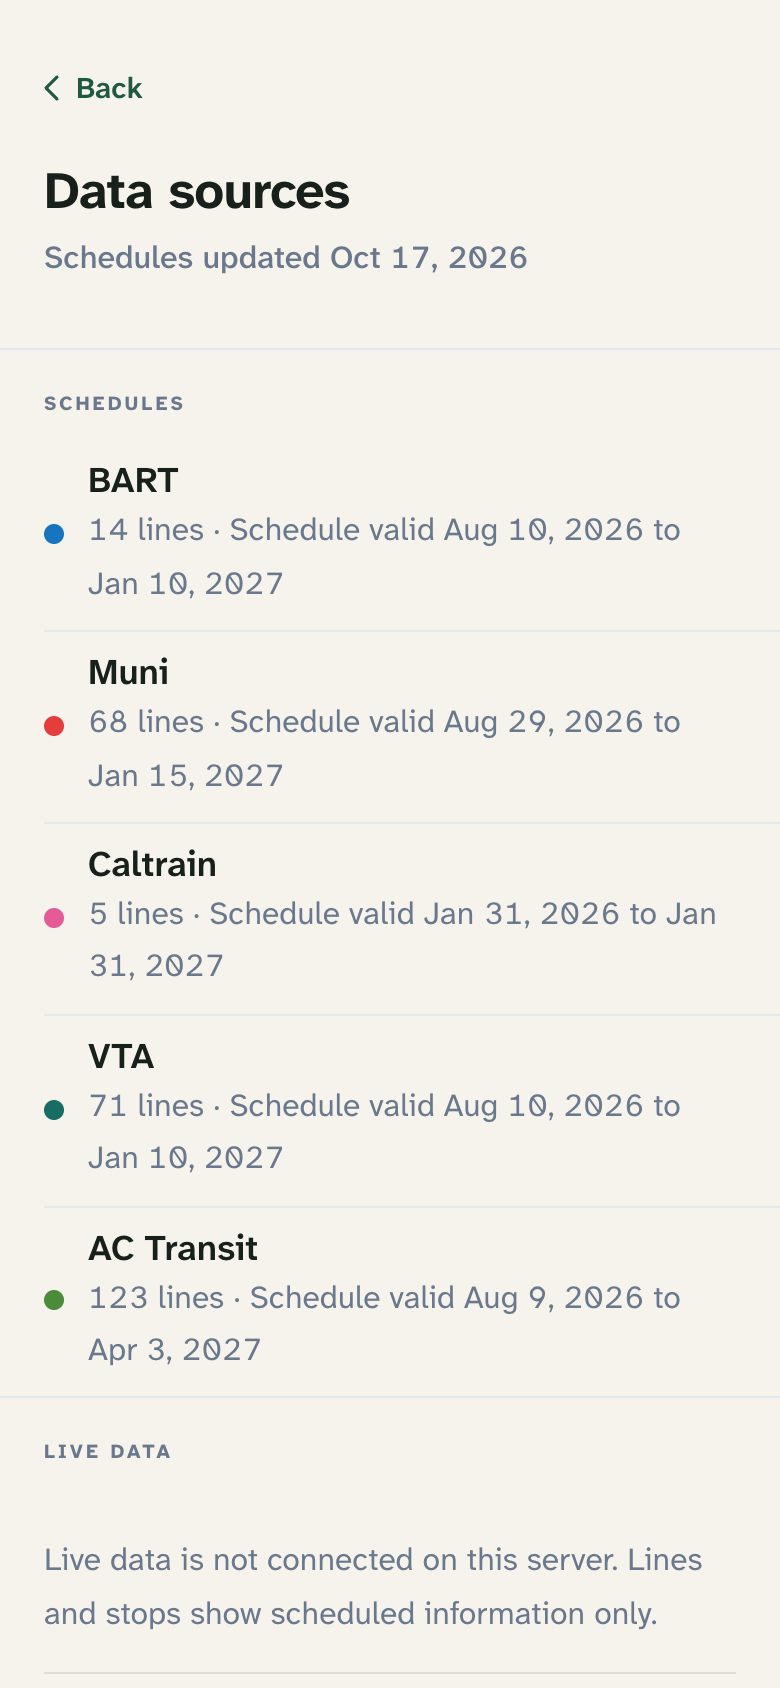 Back
Data sources
Schedules updated Oct 17, 2026
SCHEDULES
BART
14 lines · Schedule valid Aug 10, 2026 to
Jan 10, 2027
Muni
68 lines · Schedule valid Aug 29, 2026 to
Jan 15, 2027
Caltrain
5 lines · Schedule valid Jan 31, 2026 to Jan
31, 2027
VTA
71 lines · Schedule valid Aug 10, 2026 to
Jan 10, 2027
AC Transit
123 lines · Schedule valid Aug 9, 2026 to
Apr 3, 2027
LIVE DATA
Live data is not connected on this server. Lines
and stops show scheduled information only.